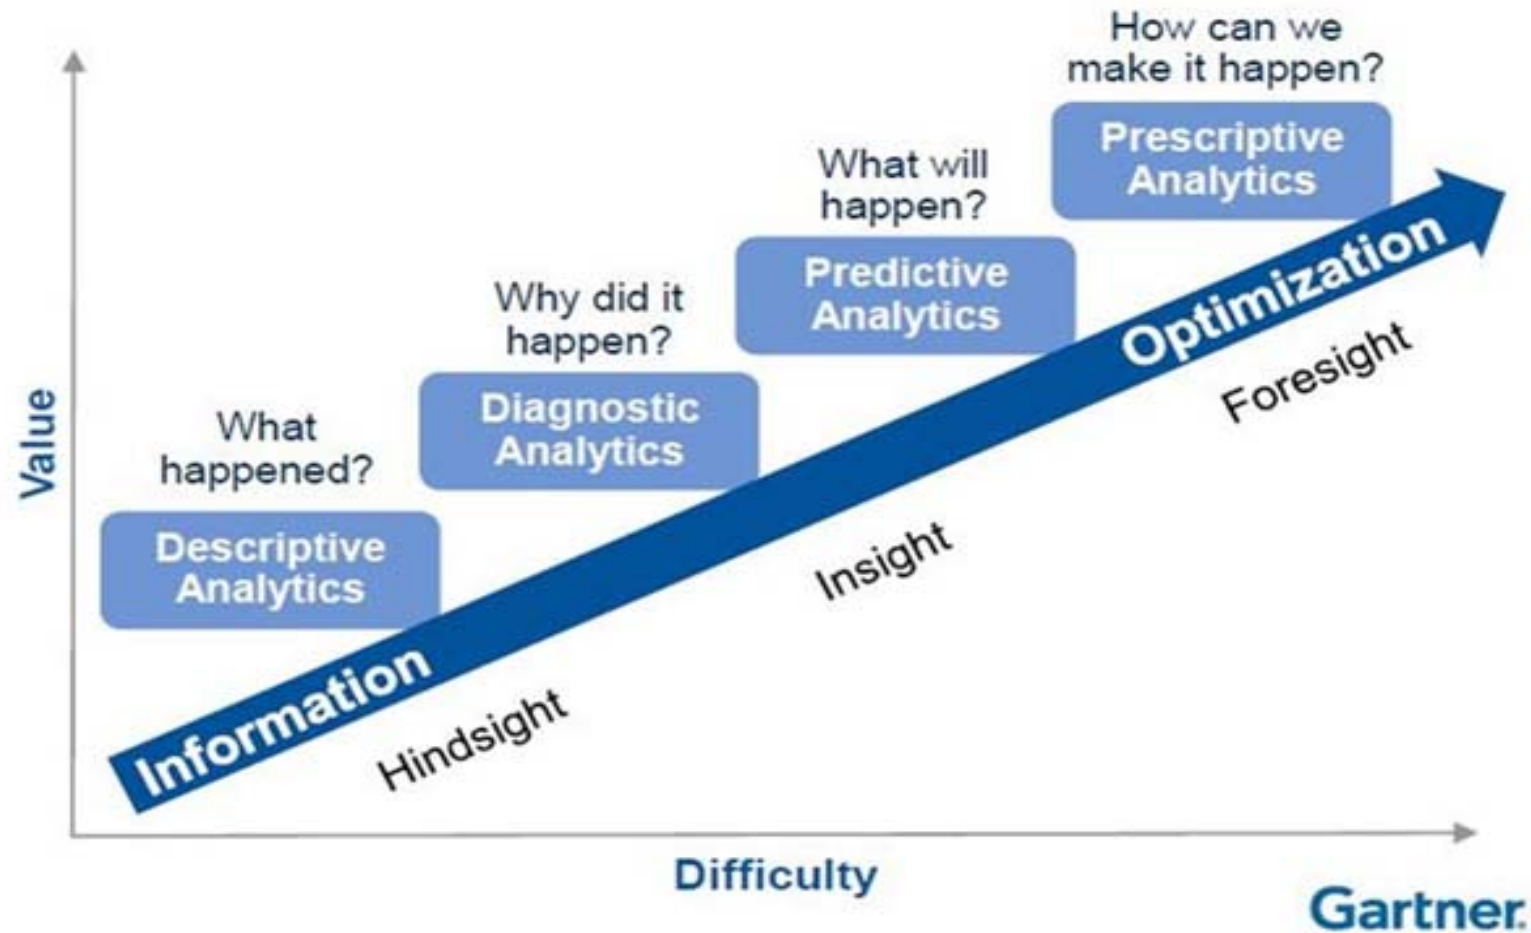 How can we
make it happen?
Prescriptive
Analytics
What will
happen?
Predictive
Analytics
Why did it
happen?
Diagnostic
Analytics
What
happened?
Descriptive
Analytics
Value
Information
Optimization
Hindsight
Insight
Foresight
Difficulty
Gartner.